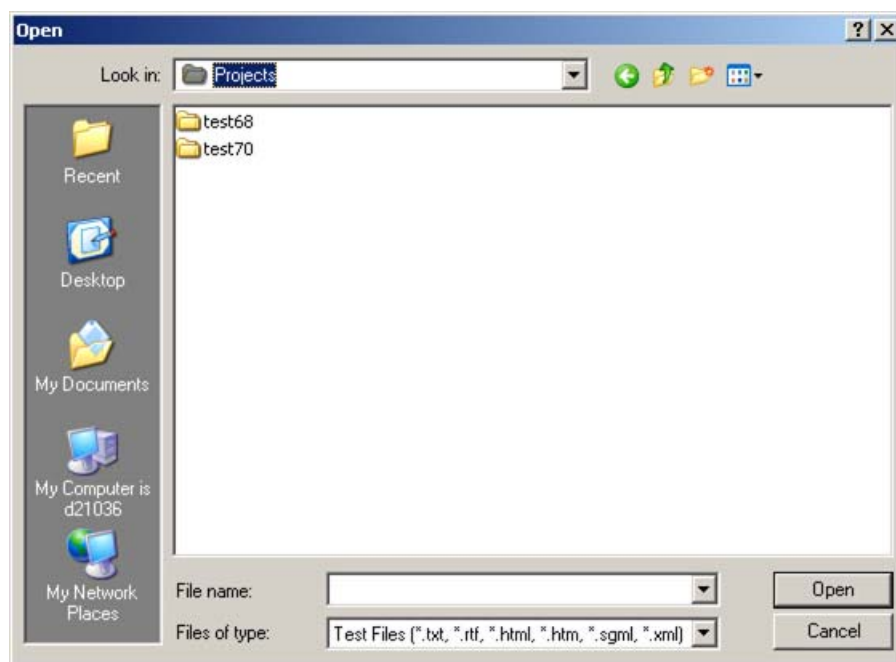 Open
Look in:
Projects
test68
test70
Recent
Desktop
My Documents
My Computer is
d21036
My Network
Places
File name:
Open
Files of type:
Test Files (*.txt, *.rtf, *.html, *.htm, *.sgml, *.xml)
Cancel